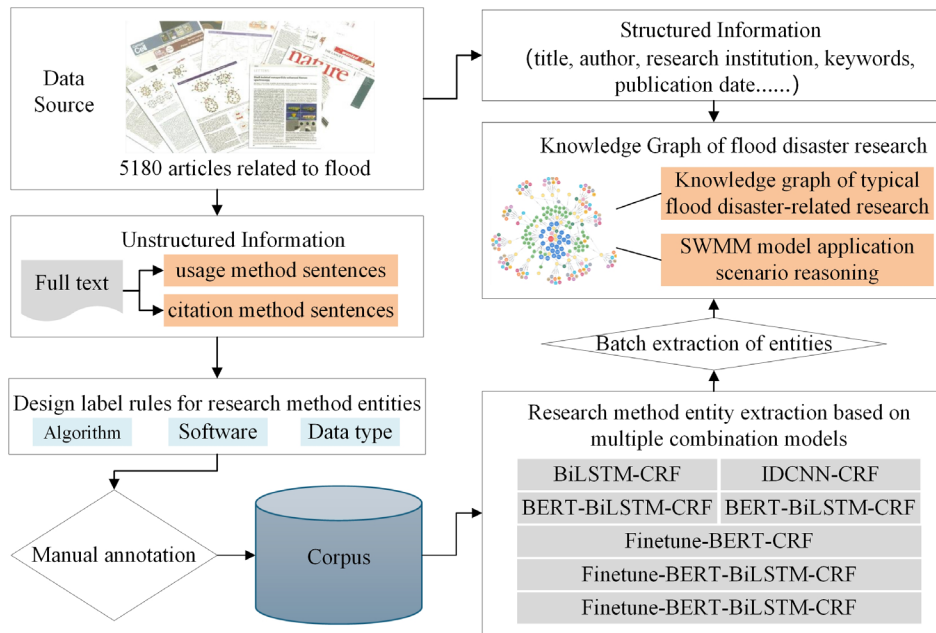 Data
Source
nature
5180 articles related to flood
Structured Information
(title, author, research institution, keywords,
publication date......)
Knowledge Graph of flood disaster research
Knowledge graph of typical
flood disaster-related research
SWMM model application
scenario reasoning
Unstructured Information
Full text
usage method sentences
citation method sentences
Batch extraction of entities
Design label rules for research method entities
Algorithm
Software
Data type
Manual annotation
Corpus
Research method entity extraction based on
multiple combination models
BiLSTM-CRF
IDCNN-CRF
BERT-BiLSTM-CRF
BERT-BiLSTM-CRF
Finetune-BERT-CRF
Finetune-BERT-BiLSTM-CRF
Finetune-BERT-BiLSTM-CRF